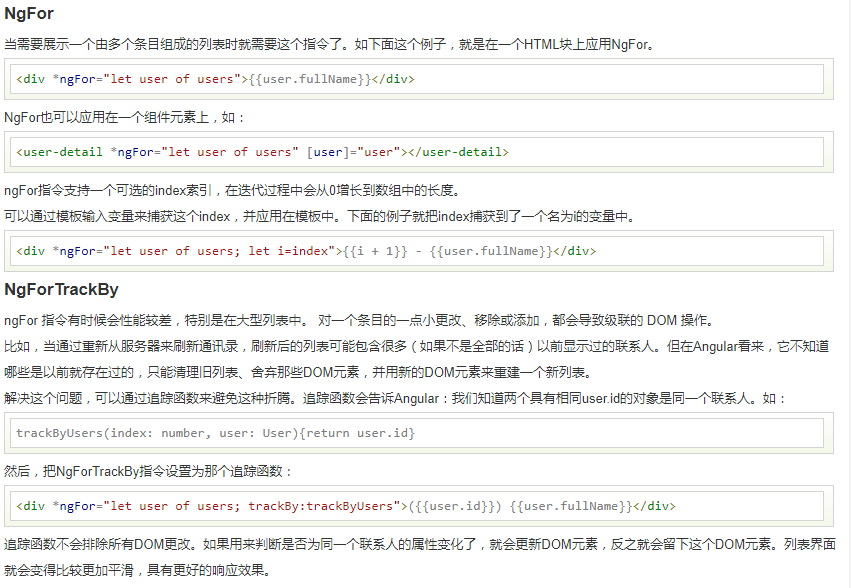 NgFor
当需要展示一个由多个条目组成的列表时就需要这个指令了。如下面这个例子，就是在一个HTML块上应用NgFor。
<div *ngFor="let user of users">{{user.fullName}}</div>
NgFor也可以应用在一个组件元素上，如：
<user-detail *ngFor="let user of users" [user]="user"></user-detail>
ngFor指令支持一个可选的index索引，在迭代过程中会从0增长到数组中的长度。
可以通过模板输入变量来捕获这个index，并应用在模板中。下面的例子就把index捕获到了一个名为i的变量中。
<div *ngFor="let user of users; let i=index">{{i + 1}} - {{user.fullName}}</div>
NgForTrackBy
ngFor 指令有时候会性能较差，特别是在大型列表中。 对一个条目的一点小更改、移除或添加，都会导致级联的 DOM 操作。
比如，当通过重新从服务器来刷新通讯录，刷新后的列表可能包含很多（如果不是全部的话）以前显示过的联系人。但在Angular看来，它不知道
哪些是以前就存在过的，只能清理旧列表、舍弃那些DOM元素，并用新的DOM元素来重建一个新列表。
解决这个问题，可以通过追踪函数来避免这种折腾。追踪函数会告诉Angular：我们知道两个具有相同user.id的对象是同一个联系人。如：
trackByUsers(index: number, user: User){return user.id}
然后，把NgForTrackBy指令设置为那个追踪函数：
<div *ngFor="let user of users; trackBy:trackByUsers">({{user.id}}) {{user.fullName}}</div>
追踪函数不会排除所有DOM更改。如果用来判断是否为同一个联系人的属性变化了，就会更新DOM元素，反之就会留下这个DOM元素。列表界面
就会变得比较更加平滑，具有更好的响应效果。